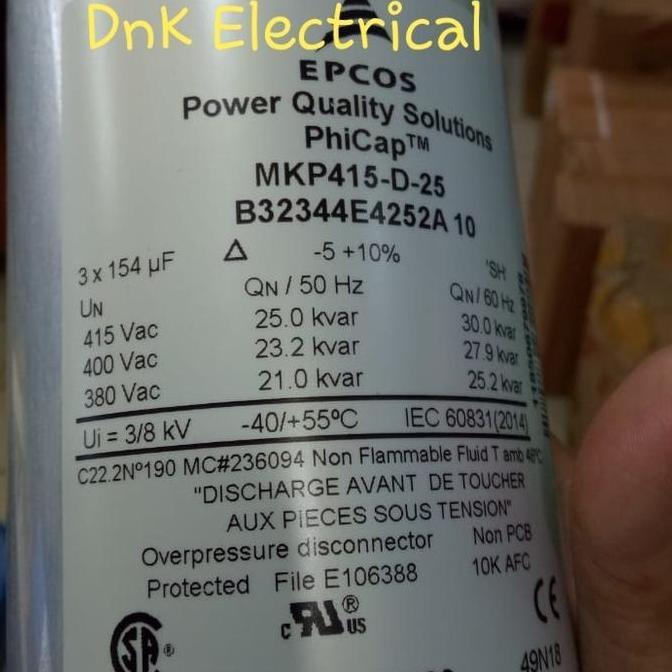 DnK Electrical
EPCOS
Power Quality Solutions
PhiCap™
MKP415-D-25
B32344E4252A 10
3 x 154 µF Δ -5 +10% 'SH'
UN QN / 50 Hz QN / 60 Hz
415 Vac 25.0 kvar 30.0 kvar
400 Vac 23.2 kvar 27.9 kvar
380 Vac 21.0 kvar 25.2 kvar
Ui = 3/8 kV -40/+55ºC IEC 60831(2014)
C22.2Nº190 MC#236094 Non Flammable Fluid T amb
"DISCHARGE AVANT DE TOUCHER
AUX PIECES SOUS TENSION"
Overpressure disconnector Non PCB
Protected File E106388 10K AFC
SA®
c RU® US
CE
49N18